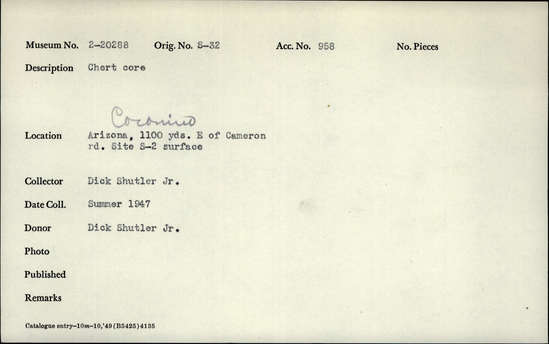 Museum No. 2-20288 Orig. No. S-32 Acc. No. 958 No. Pieces
Description Chert core
Coconino
Location Arizona, 1100 yds. E of Cameron
rd. Site S-2 surface
Collector Dick Shutler Jr.
Date Coll. Summer 1947
Donor Dick Shutler Jr.
Photo
Published
Remarks
Catalogue entry-10m-10,'49 (B5425) 4135